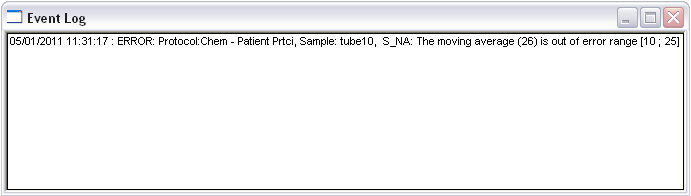 Event Log
05/01/2011 11:31:17 : ERROR: Protocol:Chem - Patient Prtci, Sample: tube10,  S_NA: The moving average (26) is out of error range [10 ; 25]